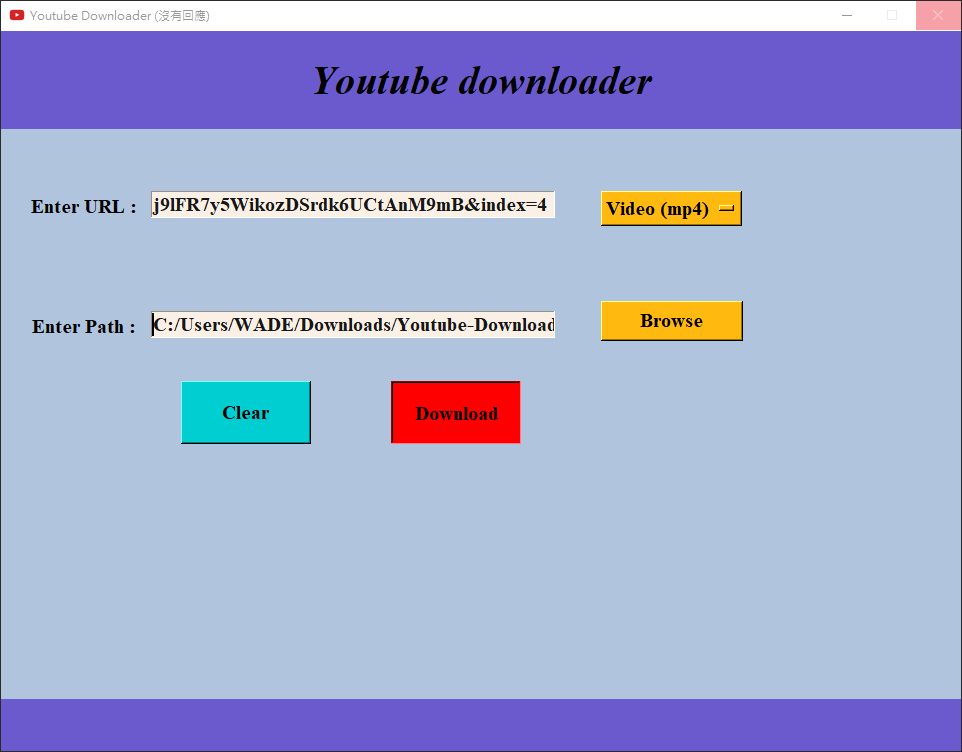 Youtube Downloader (沒有回應)
Youtube downloader
Enter URL :
j9lFR7y5WikozDSrdk6UCtAnM9mB&index=4
Video (mp4)
Enter Path :
C:/Users/WADE/Downloads/Youtube-Download
Browse
Clear
Download